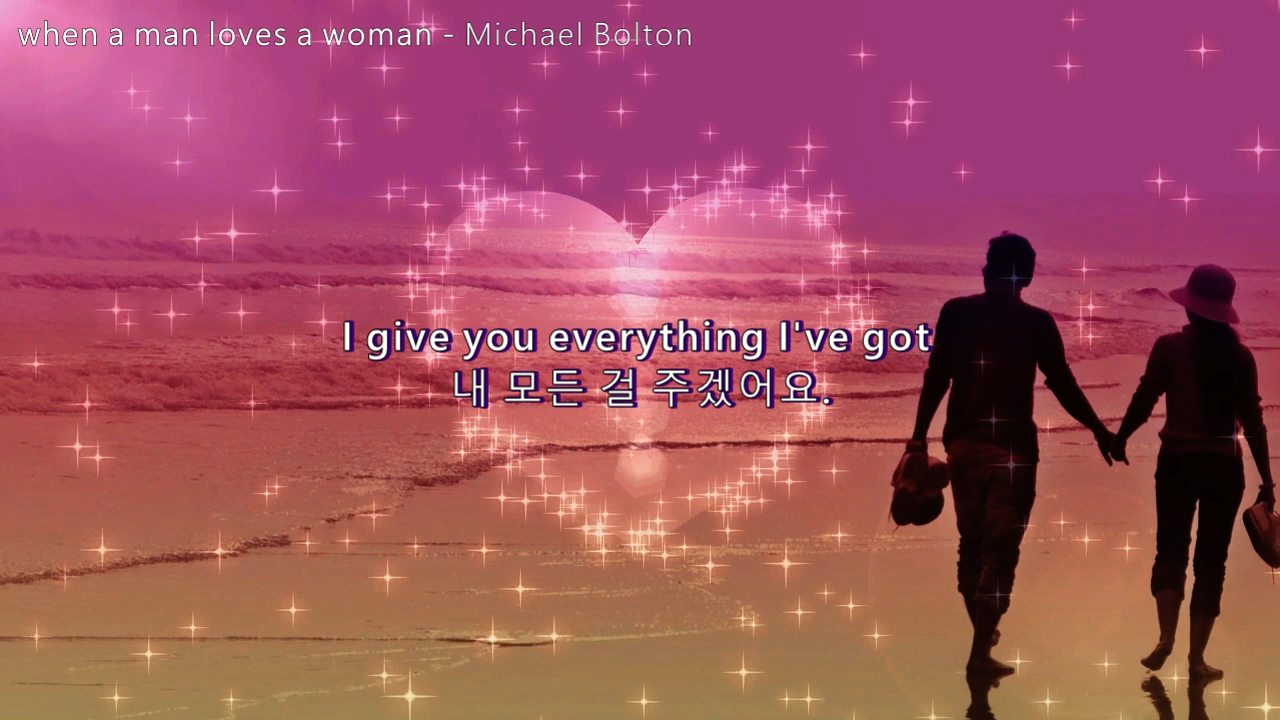 when a man loves a woman - Michael Bolton
I give you everything I've got
내 모든 걸 주겠어요.